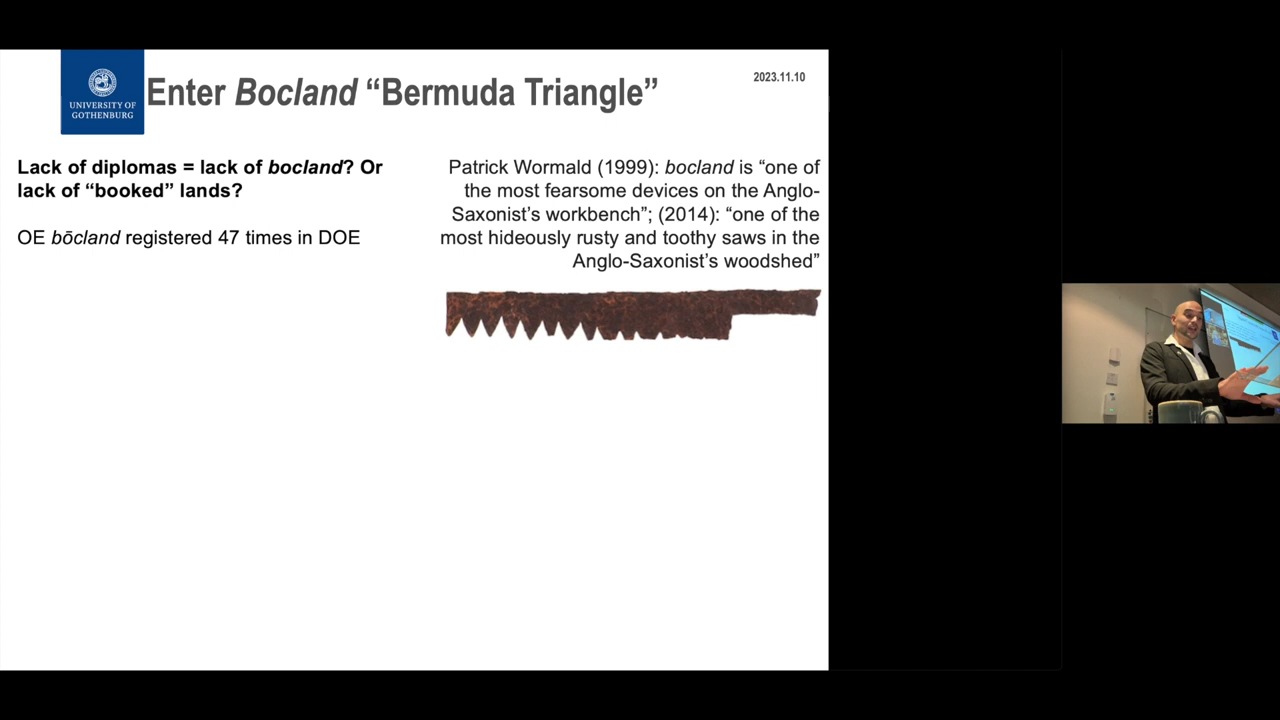 UNIVERSITY OF
GOTHENBURG
Enter Bocland “Bermuda Triangle”
2023.11.10
Lack of diplomas = lack of bocland? Or
lack of “booked” lands?
OE bōcland registered 47 times in DOE
Patrick Wormald (1999): bocland is “one of
the most fearsome devices on the Anglo-
Saxonist’s workbench”; (2014): “one of the
most hideously rusty and toothy saws in the
Anglo-Saxonist’s woodshed”